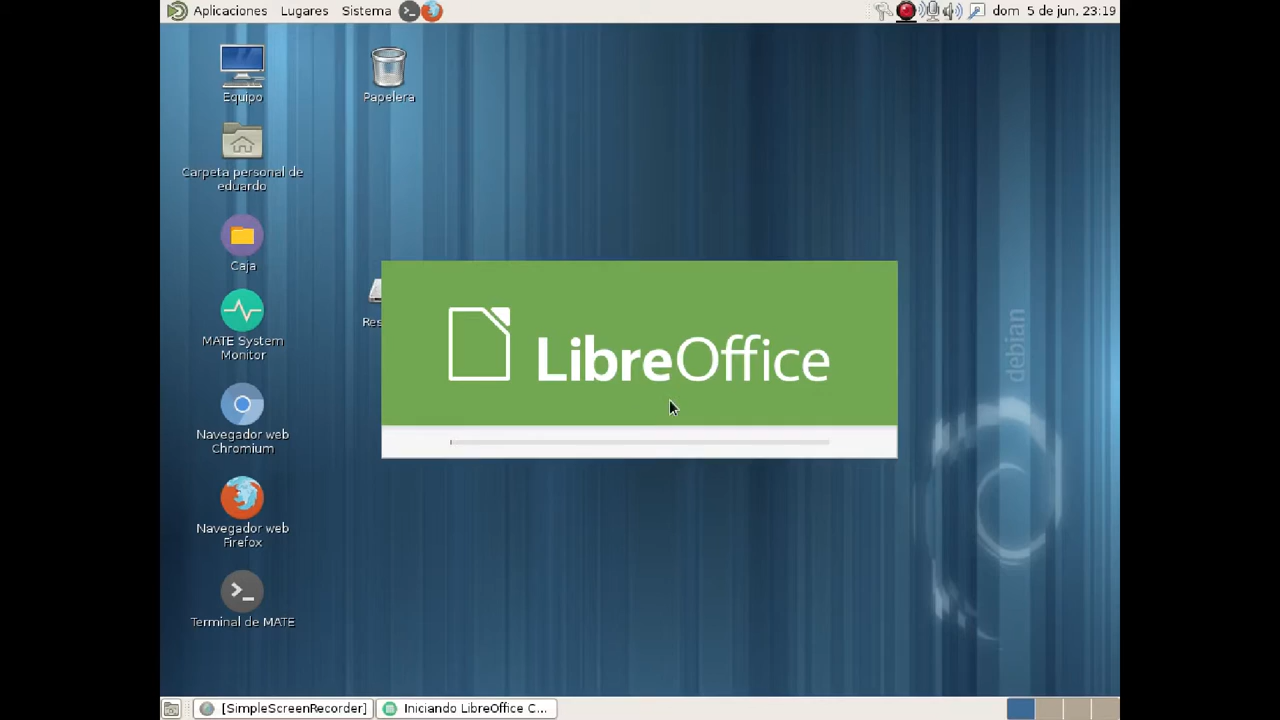 Aplicaciones Lugares Sistema
dom 5 de jun, 23:19
Equipo
Papelera
Carpeta personal de
eduardo
Caja
Res
MATE System
Monitor
Navegador web
Chromium
Navegador web
Firefox
Terminal de MATE
LibreOffice
debian
[SimpleScreenRecorder]
Iniciando LibreOffice C...